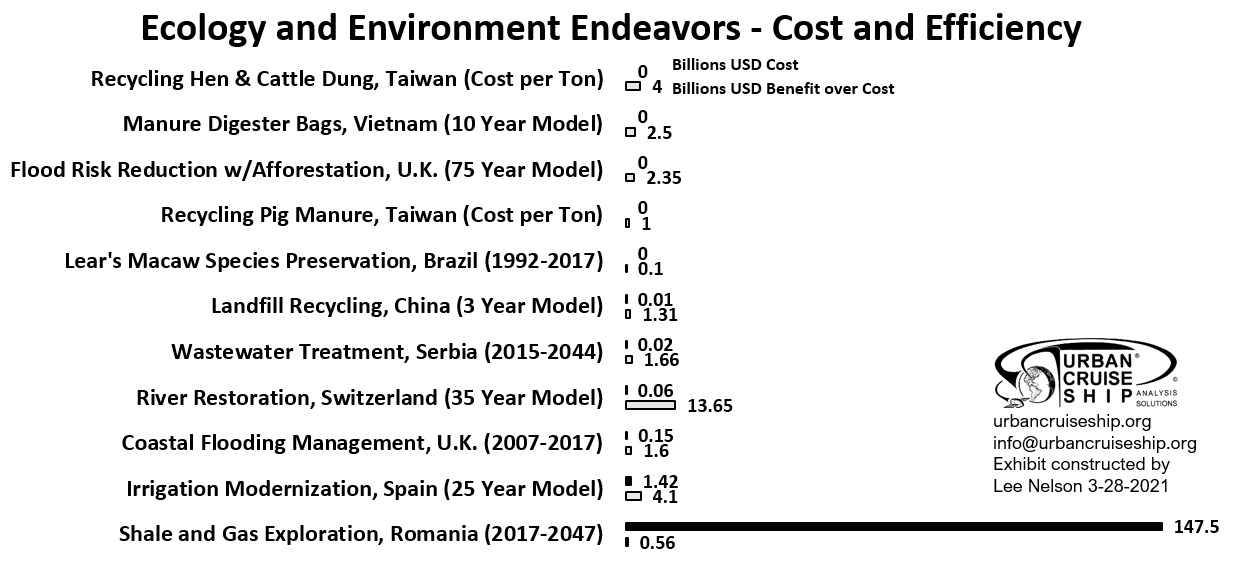 Ecology and Environment Endeavors - Cost and Efficiency
Recycling Hen & Cattle Dung, Taiwan (Cost per Ton)
0 Billions USD Cost
4 Billions USD Benefit over Cost
Manure Digester Bags, Vietnam (10 Year Model)
0
2.5
Flood Risk Reduction w/Afforestation, U.K. (75 Year Model)
0
2.35
Recycling Pig Manure, Taiwan (Cost per Ton)
0
1
Lear's Macaw Species Preservation, Brazil (1992-2017)
0
0.1
Landfill Recycling, China (3 Year Model)
0.01
1.31
Wastewater Treatment, Serbia (2015-2044)
0.02
1.66
River Restoration, Switzerland (35 Year Model)
0.06
13.65
Coastal Flooding Management, U.K. (2007-2017)
0.15
1.6
Irrigation Modernization, Spain (25 Year Model)
1.42
4.1
Shale and Gas Exploration, Romania (2017-2047)
147.5
0.56
URBAN®
CRUISE ©
SHIP ANALYSIS
SOLUTIONS
urbancruiseship.org
info@urbancruiseship.org
Exhibit constructed by
Lee Nelson 3-28-2021